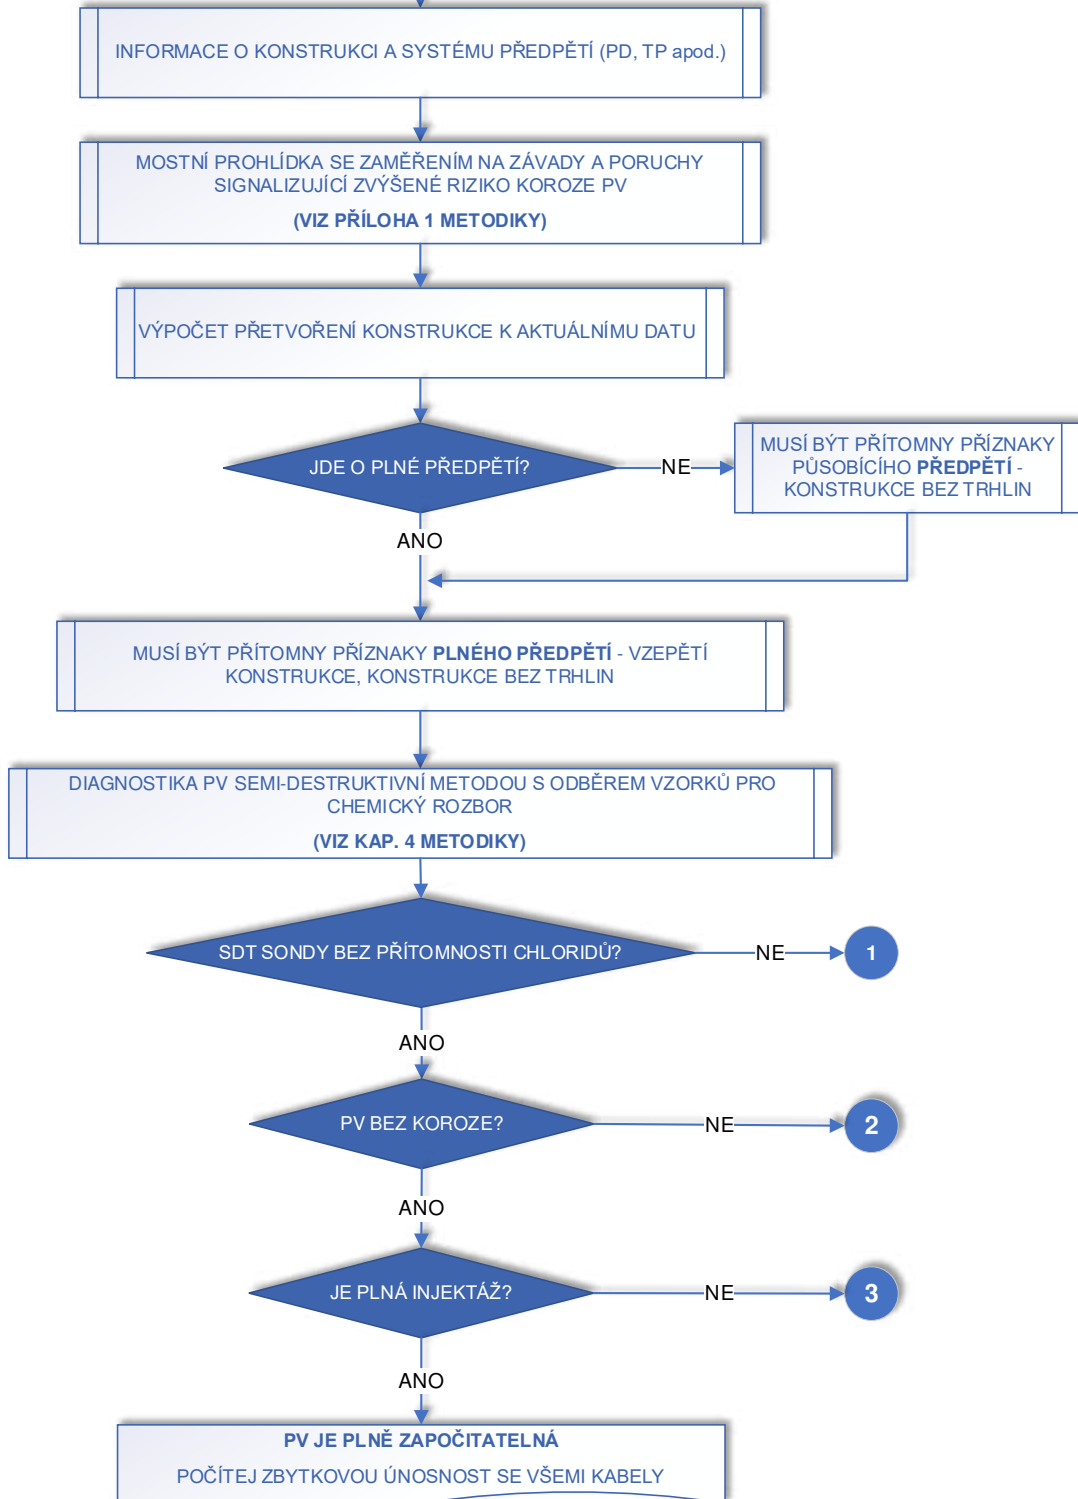 INFORMACE O KONSTRUKCI A SYSTÉMU PŘEDPĚTÍ (PD, TP apod.)
MOSTNÍ PROHLÍDKA SE ZAMĚŘENÍM NA ZÁVADY A PORUCHY
SIGNALIZUJÍCÍ ZVÝŠENÉ RIZIKO KOROZE PV
(VIZ PŘÍLOHA 1 METODIKY)
VÝPOČET PŘETVOŘENÍ KONSTRUKCE K AKTUÁLNÍMU DATU
JDE O PLNÉ PŘEDPĚTÍ?
NE
MUSÍ BÝT PŘÍTOMNY PŘÍZNAKY
PŮSOBÍCÍHO PŘEDPĚTÍ -
KONSTRUKCE BEZ TRHLIN
ANO
MUSÍ BÝT PŘÍTOMNY PŘÍZNAKY PLNÉHO PŘEDPĚTÍ - VZEPĚTÍ
KONSTRUKCE, KONSTRUKCE BEZ TRHLIN
DIAGNOSTIKA PV SEMI-DESTRUKTIVNÍ METODOU S ODBĚREM VZORKŮ PRO
CHEMICKÝ ROZBOR
(VIZ KAP. 4 METODIKY)
SDT SONDY BEZ PŘÍTOMNOSTI CHLORIDŮ?
NE
1
ANO
PV BEZ KOROZE?
NE
2
ANO
JE PLNÁ INJEKTÁŽ?
NE
3
ANO
PV JE PLNĚ ZAPOČITATELNÁ
POČÍTEJ ZBYTKOVOU ÚNOSNOST SE VŠEMI KABELY